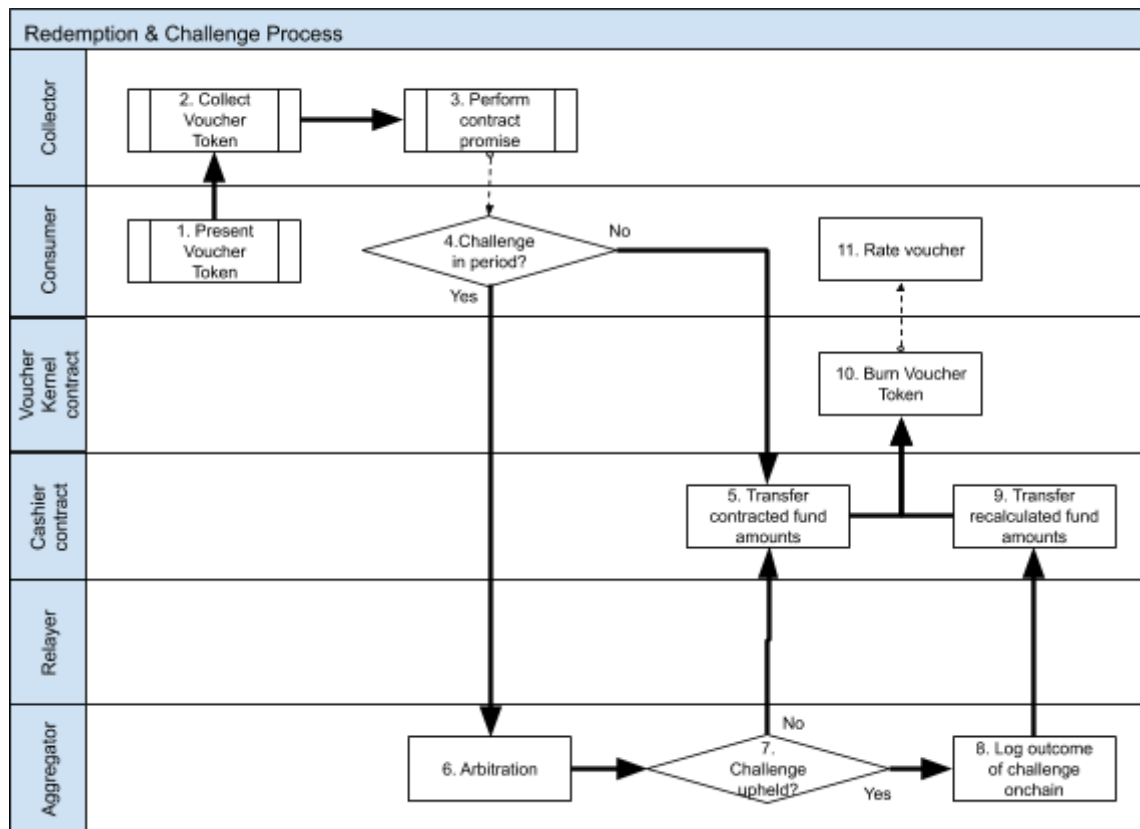 Redemption & Challenge Process
Collector
2. Collect
Voucher
Token
3. Perform
contract
promise
Consumer
1. Present
Voucher
Token
4.Challenge
in period?
No
Yes
11. Rate voucher
Voucher
Kernel
contract
10. Burn Voucher
Token
Cashier
contract
5. Transfer
contracted fund
amounts
9. Transfer
recalculated fund
amounts
Relayer
Aggregator
6. Arbitration
No
7.
Challenge
upheld?
Yes
8. Log outcome
of challenge
onchain